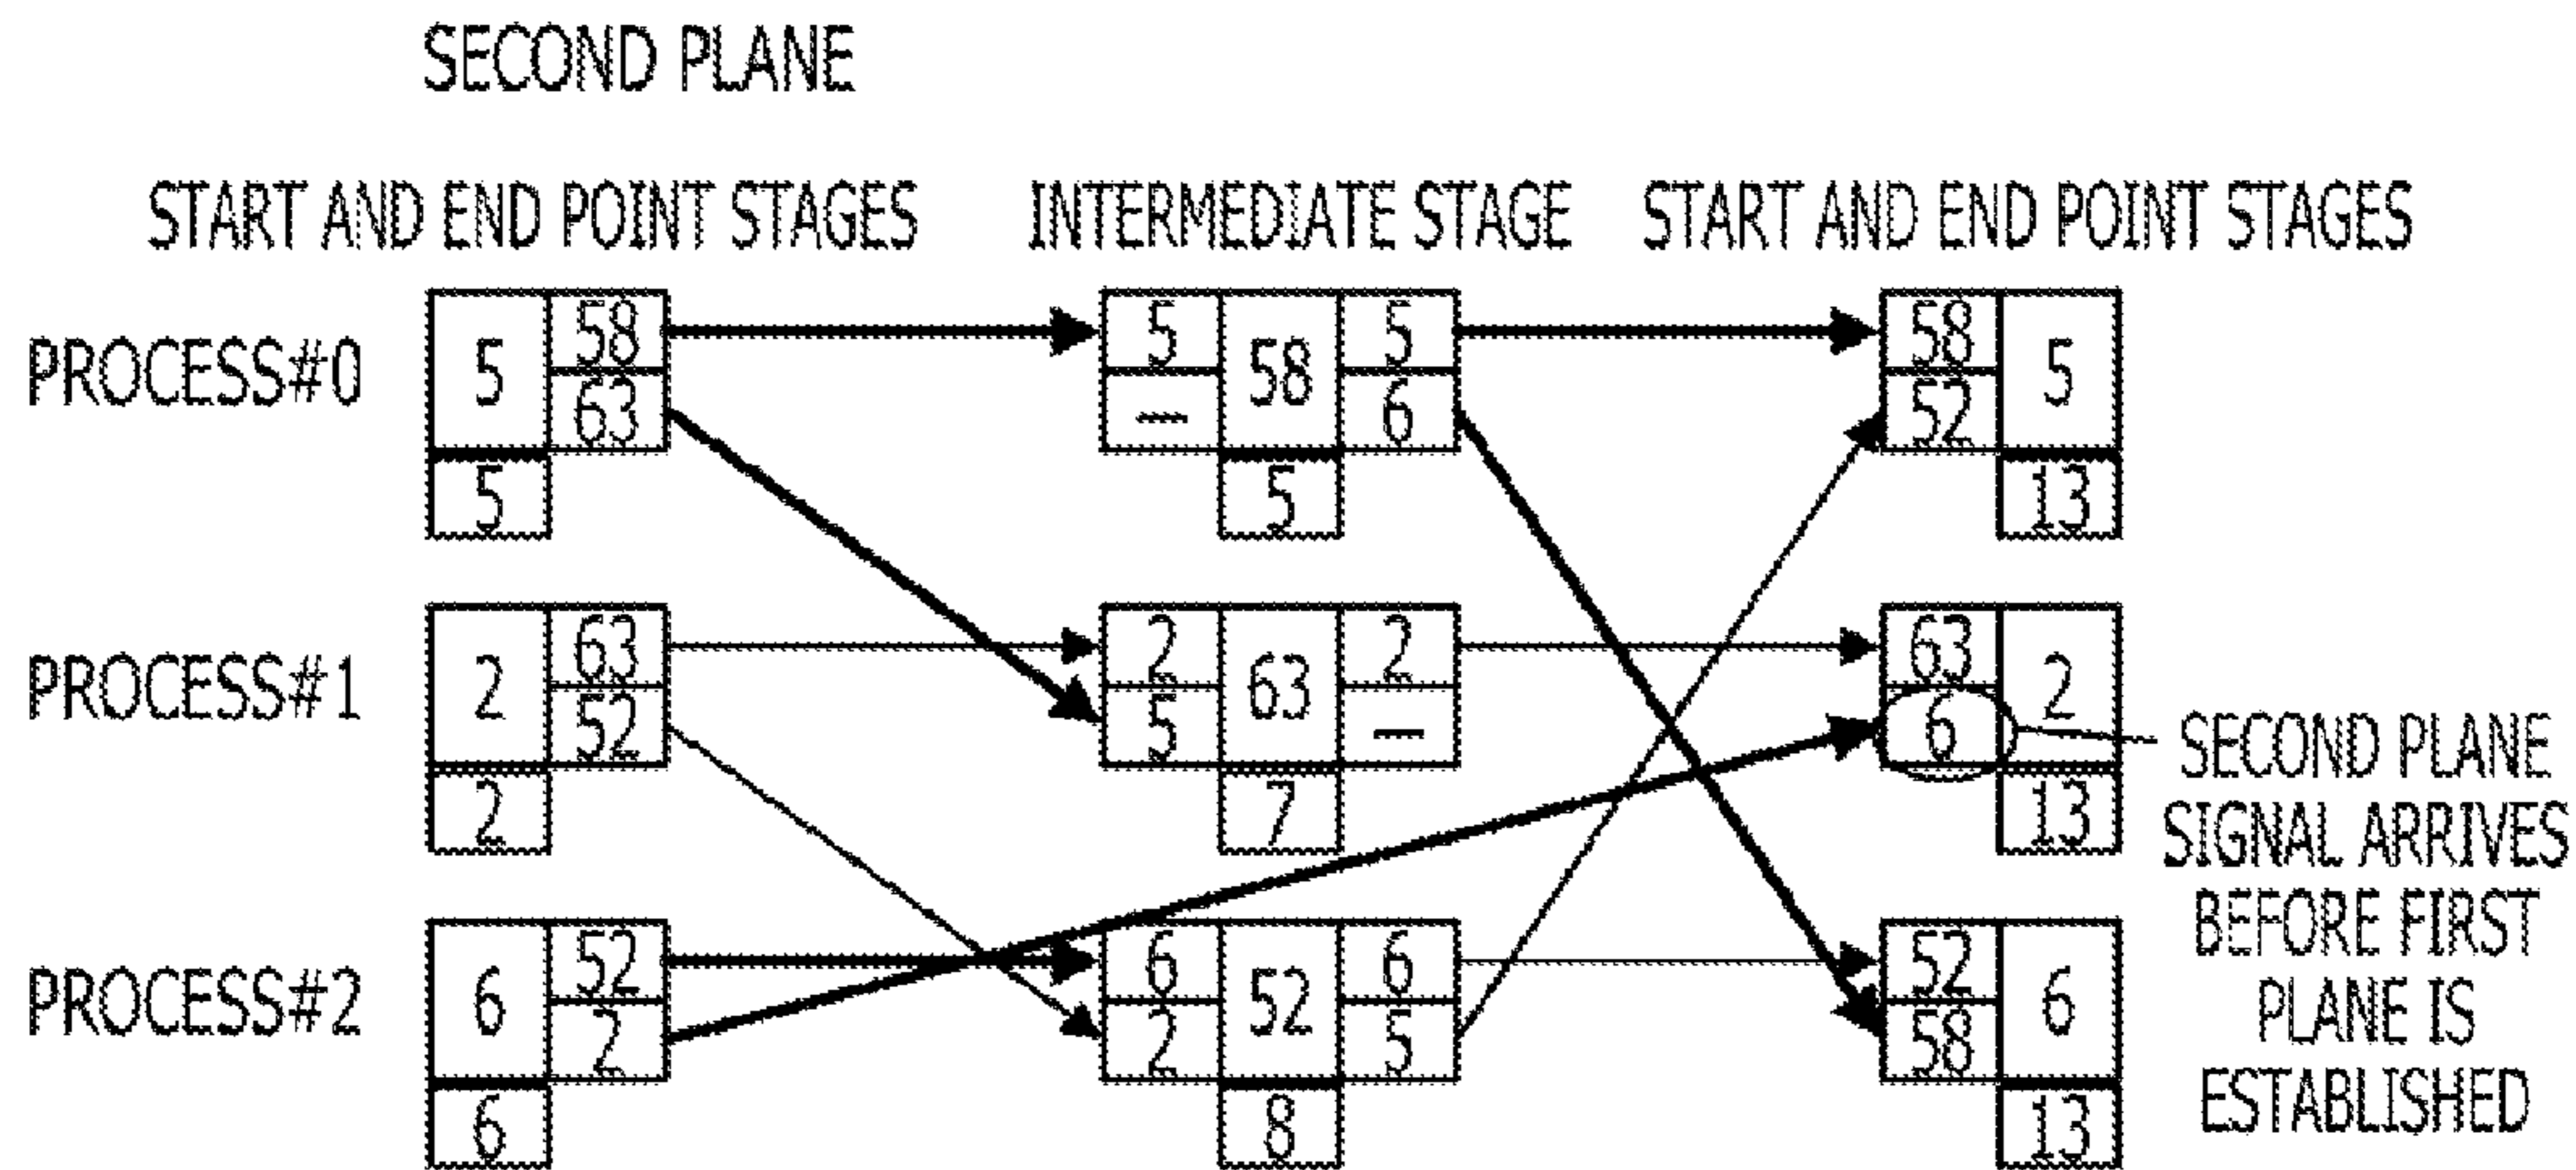 SECOND PLANE
START AND END POINT STAGES INTERMEDIATE STAGE START AND END POINT STAGES
PROCESS#0
5 58
63
5
5 58 5
— 6
5
58 5
52
13
PROCESS#1
2 63
52
2
2 63 2
5 —
7
63 2
6
13
SECOND PLANE
SIGNAL ARRIVES
BEFORE FIRST
PLANE IS
ESTABLISHED
PROCESS#2
6 52
2
6
6 52 6
2 5
8
52 6
58
13